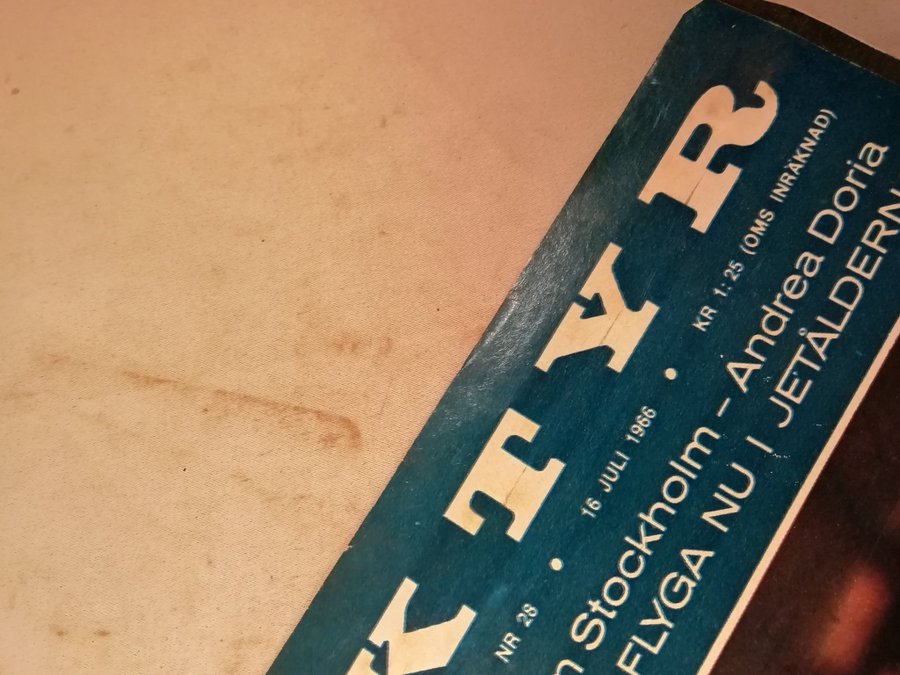 KTYR
NR 28 • 16 JULI 1966 • KR 1:25 (OMS INRÄKNAD)
Stockholm – Andrea Doria
FLYGA NU I JETÅLDERN